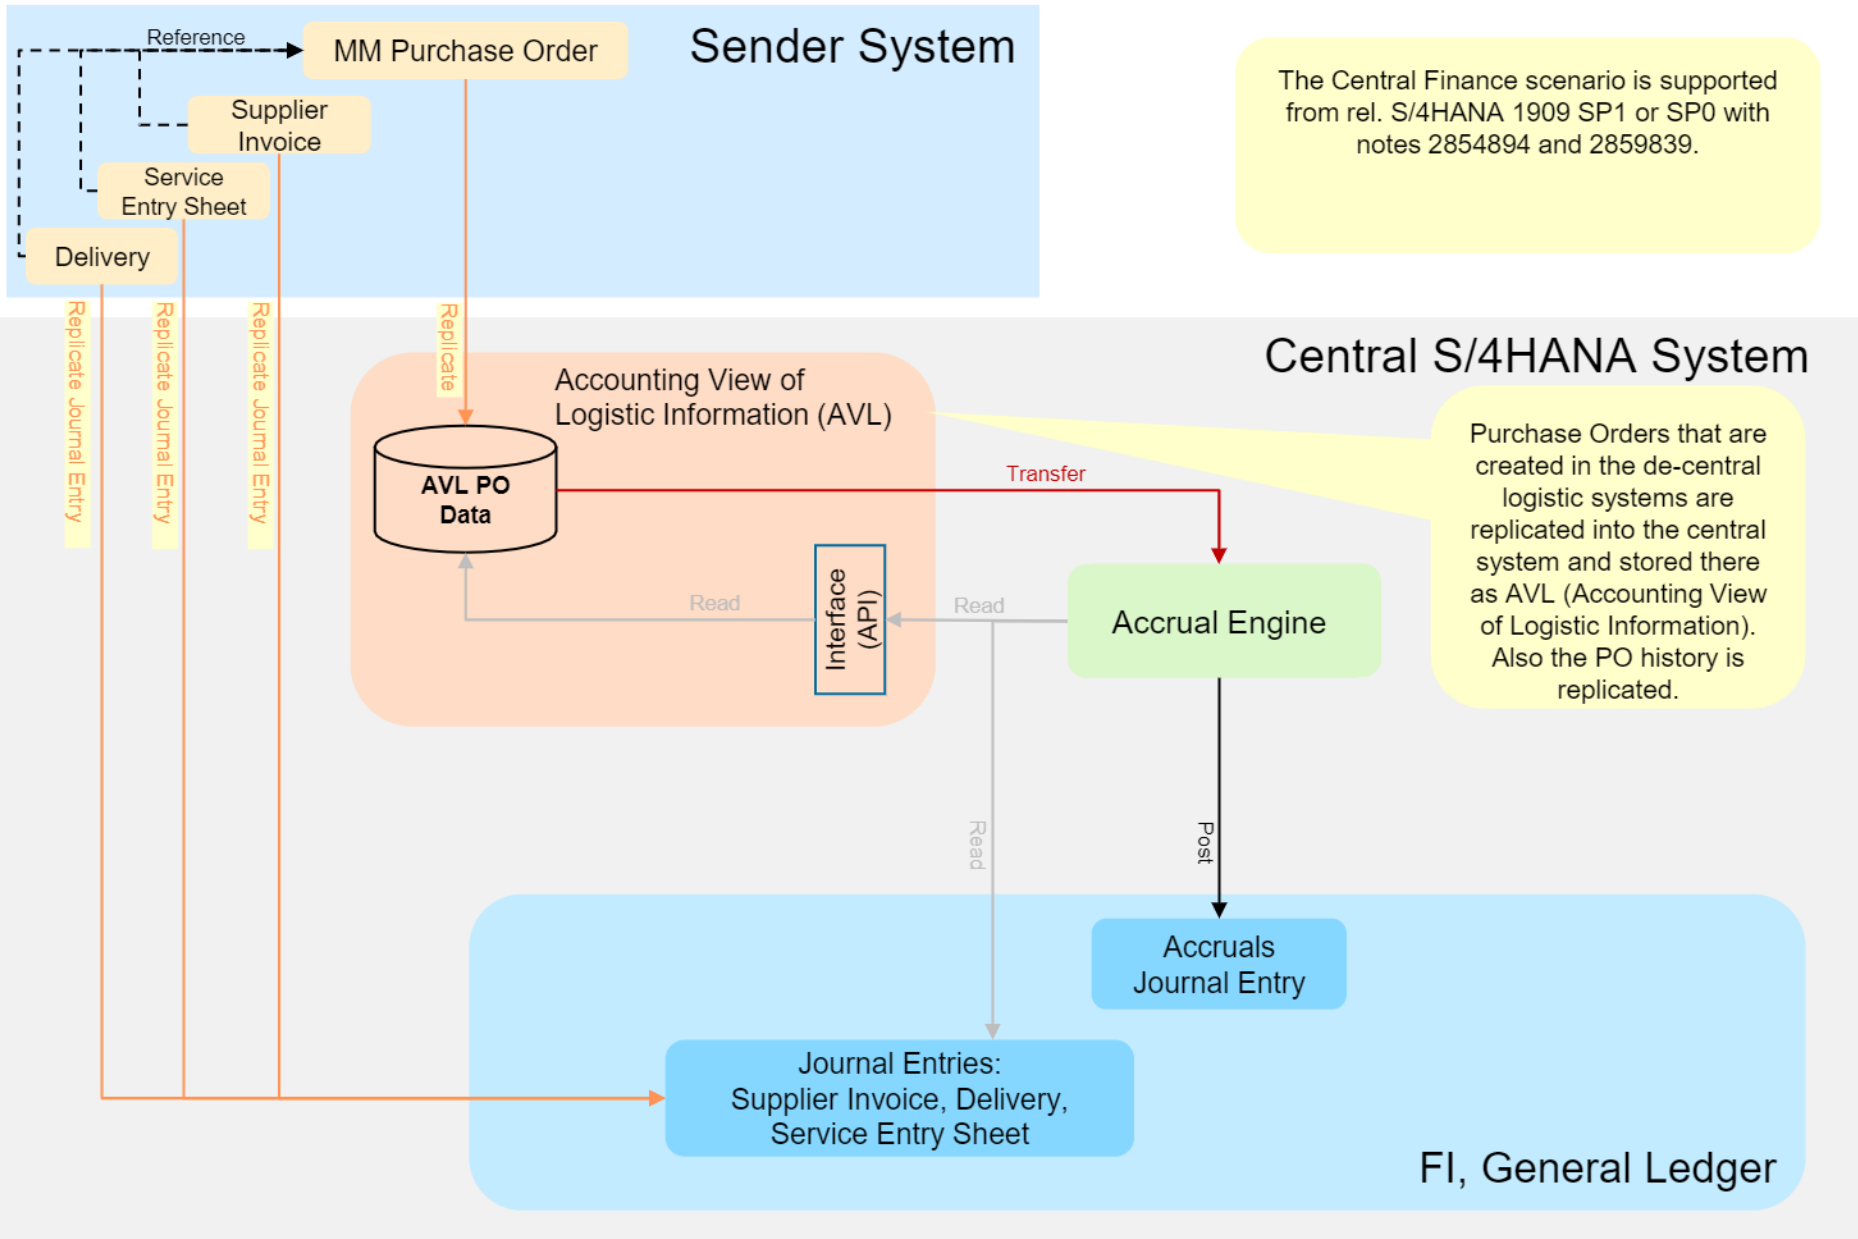 Reference
MM Purchase Order
Sender System
Supplier
Invoice
Service
Entry Sheet
Delivery
The Central Finance scenario is supported
from rel. S/4HANA 1909 SP1 or SP0 with
notes 2854894 and 2859839.
Replicate Journal Entry
Replicate Journal Entry
Replicate Journal Entry
Replicate
Central S/4HANA System
Accounting View of
Logistic Information (AVL)
AVL PO
Data
Transfer
Purchase Orders that are
created in the de-central
logistic systems are
replicated into the central
system and stored there
as AVL (Accounting View
of Logistic Information).
Also the PO history is
replicated.
Read
Interface
(API)
Read
Accrual Engine
Read
Post
Accruals
Journal Entry
Journal Entries:
Supplier Invoice, Delivery,
Service Entry Sheet
FI, General Ledger